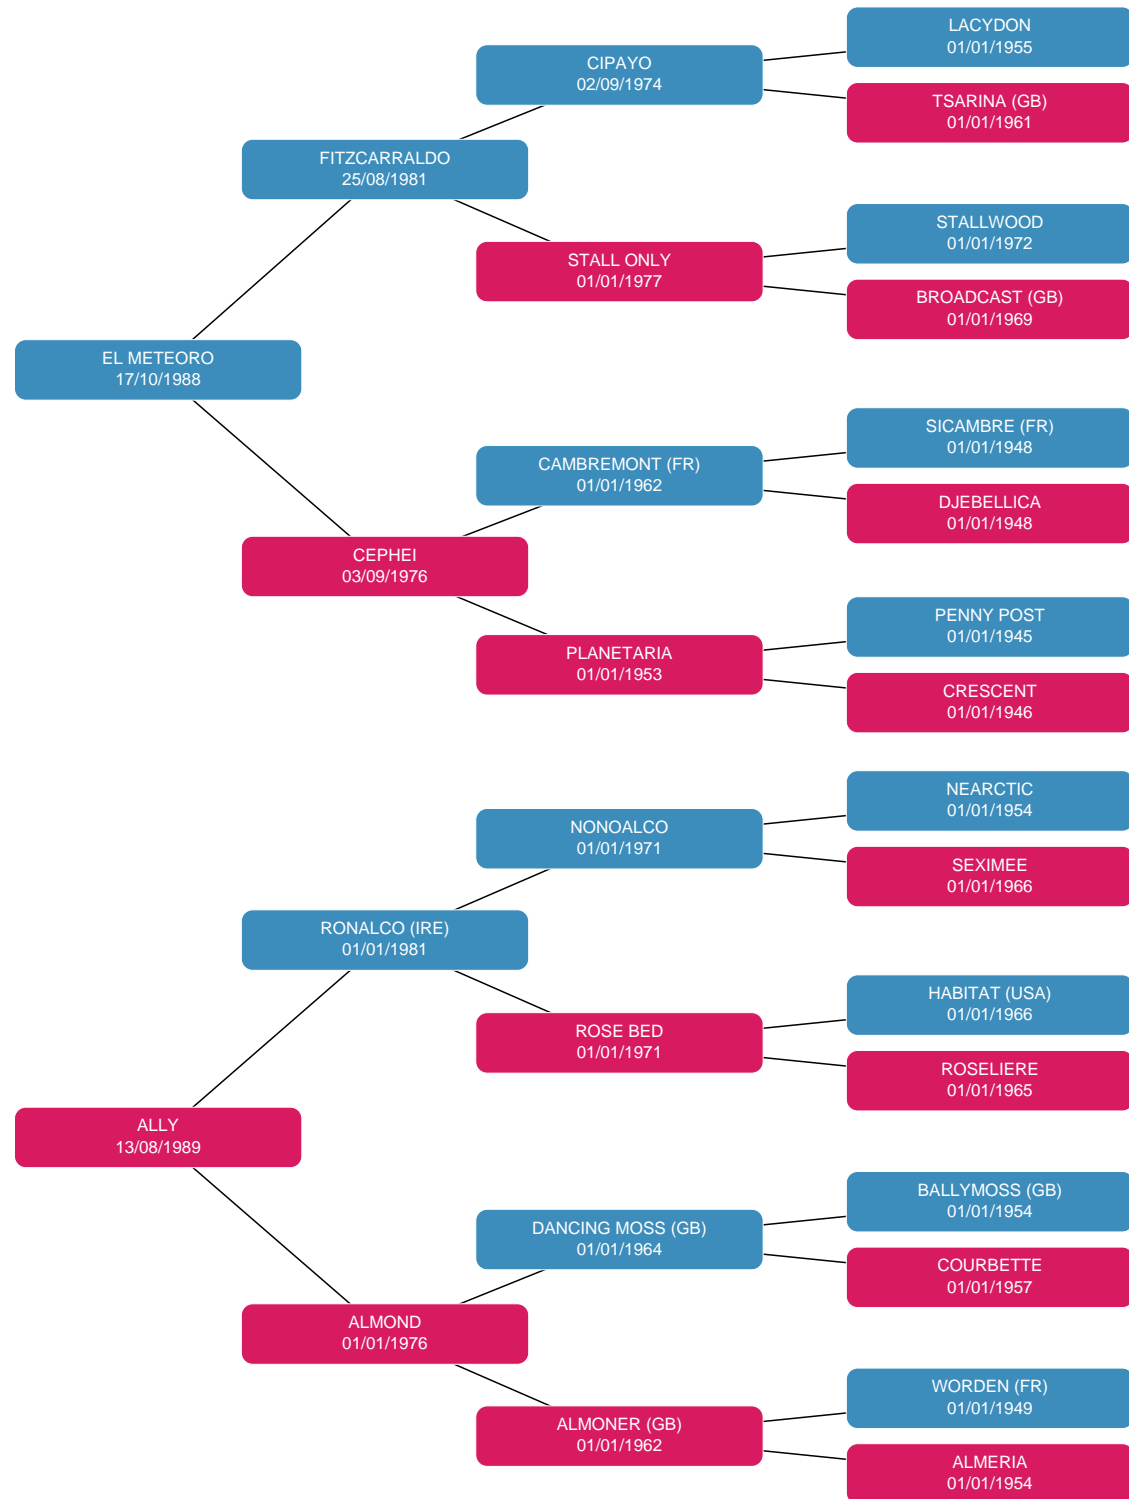 LACYDON
01/01/1955
CIPAYO
02/09/1974
TSARINA (GB)
01/01/1961
FITZCARRALDO
25/08/1981
STALLWOOD
01/01/1972
STALL ONLY
01/01/1977
BROADCAST (GB)
01/01/1969
EL METEORO
17/10/1988
SICAMBRE (FR)
01/01/1948
CAMBREMONT (FR)
01/01/1962
DJEBELLICA
01/01/1948
CEPHEI
03/09/1976
PENNY POST
01/01/1945
PLANETARIA
01/01/1953
CRESCENT
01/01/1946
NEARCTIC
01/01/1954
NONOALCO
01/01/1971
SEXIMEE
01/01/1966
RONALCO (IRE)
01/01/1981
HABITAT (USA)
01/01/1966
ROSE BED
01/01/1971
ROSELIERE
01/01/1965
ALLY
13/08/1989
BALLYMOSS (GB)
01/01/1954
DANCING MOSS (GB)
01/01/1964
COURBETTE
01/01/1957
ALMOND
01/01/1976
WORDEN (FR)
01/01/1949
ALMONER (GB)
01/01/1962
ALMERIA
01/01/1954